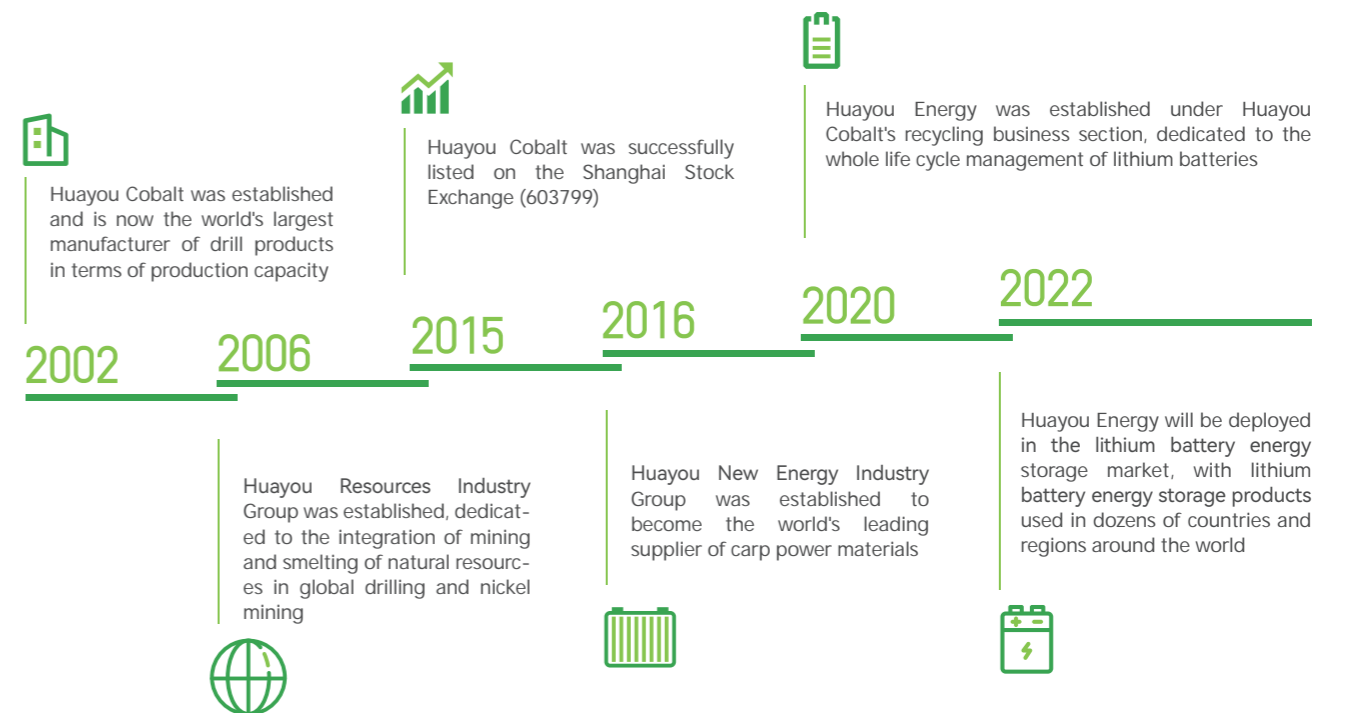 2002
Huayou Cobalt was established
and is now the world's largest
manufacturer of drill products
in terms of production capacity
2006
Huayou Resources Industry
Group was established, dedicat-
ed to the integration of mining
and smelting of natural resourc-
es in global drilling and nickel
mining
2015
Huayou Cobalt was successfully
listed on the Shanghai Stock
Exchange (603799)
2016
Huayou New Energy Industry
Group was established to
become the world's leading
supplier of carp power materials
2020
Huayou Energy was established under Huayou
Cobalt's recycling business section, dedicated to the
whole life cycle management of lithium batteries
2022
Huayou Energy will be deployed
in the lithium battery energy
storage market, with lithium
battery energy storage products
used in dozens of countries and
regions around the world